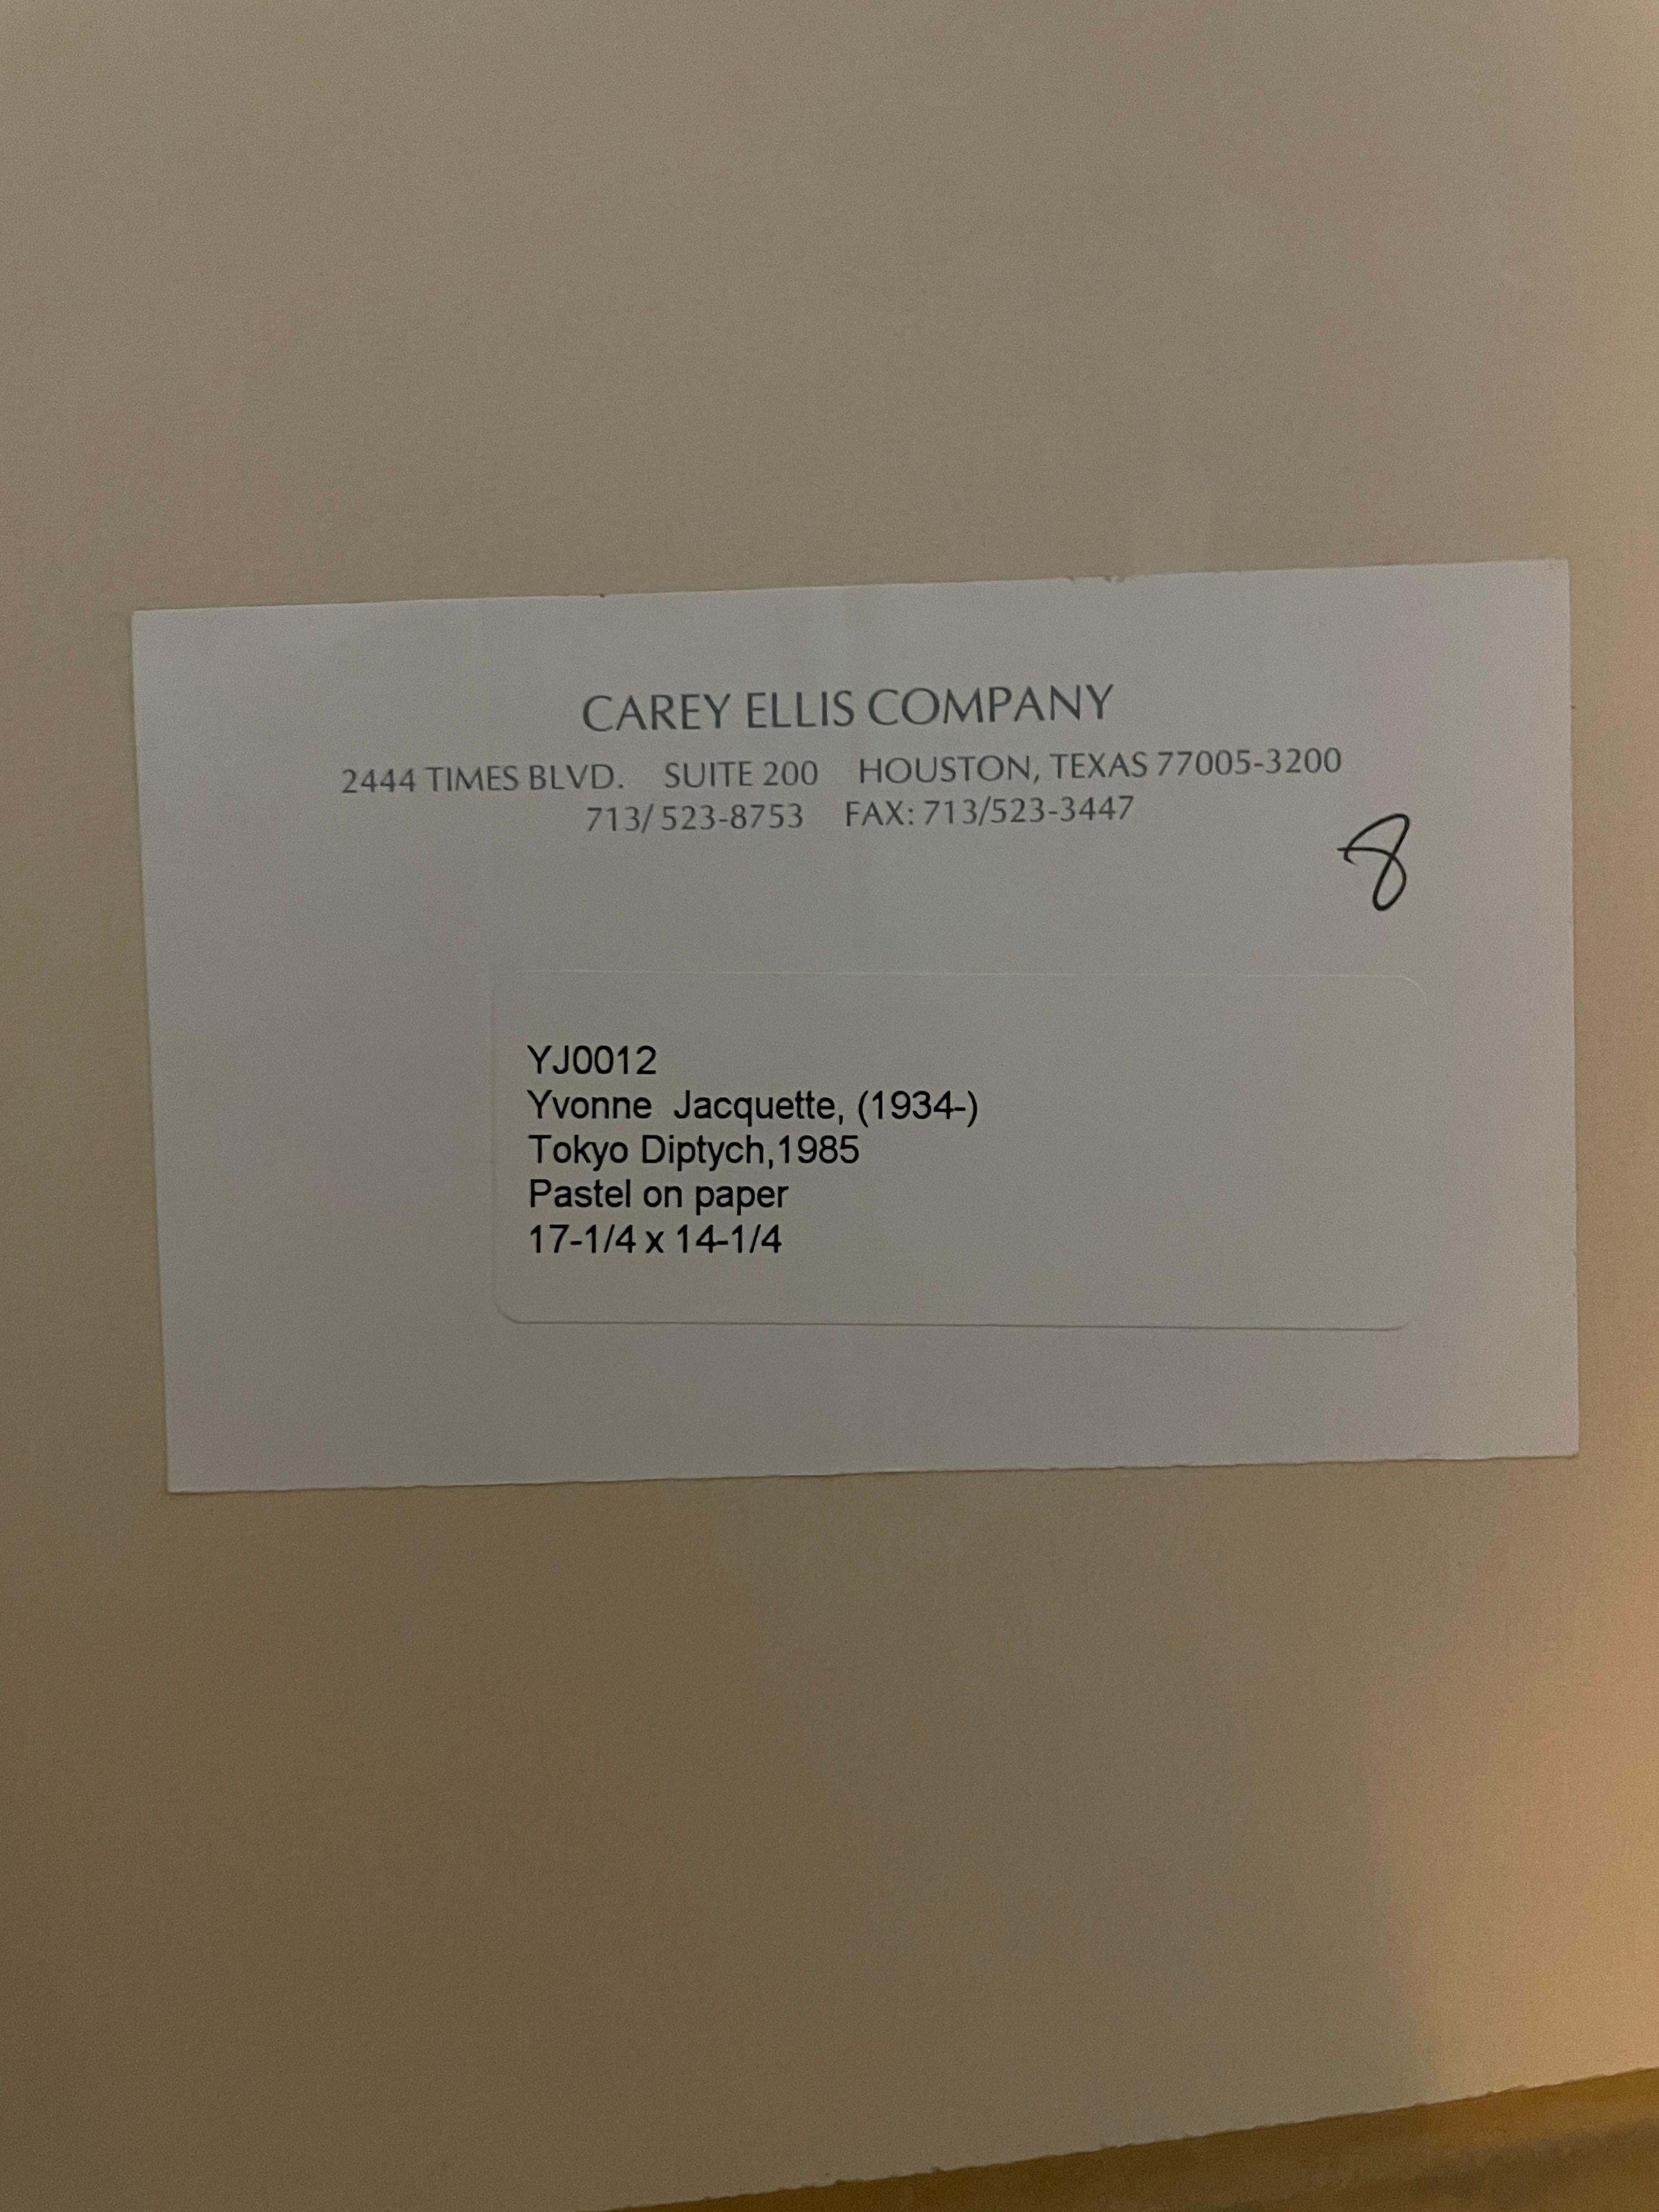 CAREY ELLIS COMPANY
2444 TIMES BLVD. SUITE 200 HOUSTON, TEXAS 77005-3200
713/523-8753 FAX: 713/523-3447
8
YJ0012
Yvonne Jacquette, (1934-)
Tokyo Diptych,1985
Pastel on paper
17-1/4 x 14-1/4